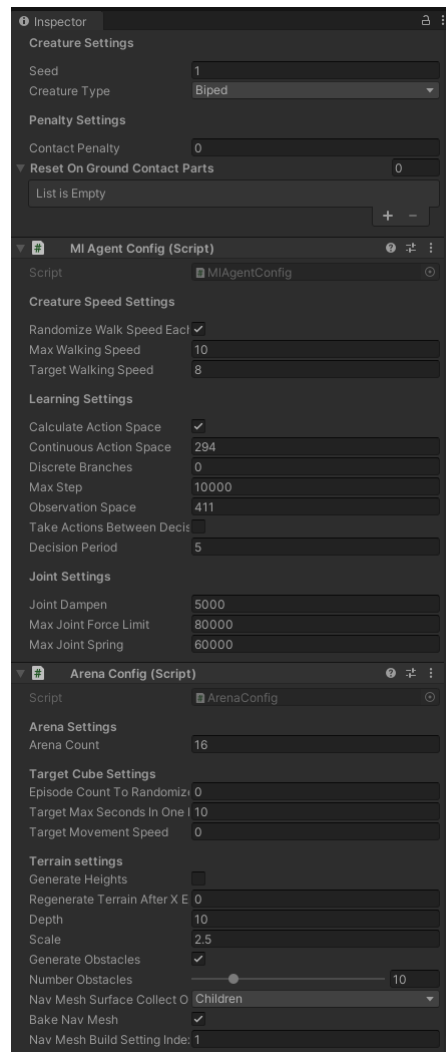 Inspector
Creature Settings
Seed 1
Creature Type Biped
Penalty Settings
Contact Penalty 0
Reset On Ground Contact Parts 0
List is Empty
+ −
# MI Agent Config (Script)
Script MIAgentConfig
Creature Speed Settings
Randomize Walk Speed Each
Max Walking Speed 10
Target Walking Speed 8
Learning Settings
Calculate Action Space
Continuous Action Space 294
Discrete Branches 0
Max Step 10000
Observation Space 411
Take Actions Between Decis
Decision Period 5
Joint Settings
Joint Dampen 5000
Max Joint Force Limit 80000
Max Joint Spring 60000
# Arena Config (Script)
Script ArenaConfig
Arena Settings
Arena Count 16
Target Cube Settings
Episode Count To Randomize 0
Target Max Seconds In One 10
Target Movement Speed 0
Terrain settings
Generate Heights
Regenerate Terrain After X E 0
Depth 10
Scale 2.5
Generate Obstacles
Number Obstacles 10
Nav Mesh Surface Collect O Children
Bake Nav Mesh
Nav Mesh Build Setting Inde: 1